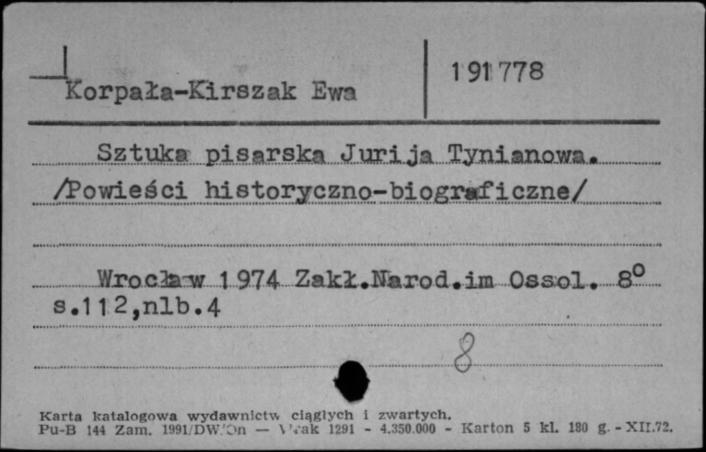 Korpała-Kirszak Ewa
191778
Sztuka pisarska Jurija Tynianowa.
/Powieści historyczno-biograficzne/
Wrocław 1974 Zakł.Narod.im Ossol. 8°
s.112,nlb.4
8
Karta katalogowa wydawnictw ciągłych i zwartych.
Pu-B 144 Zam. 1991/DW/On — 1291 - 4.350.000 - Karton 5 kl. 180 g. - XII.72.